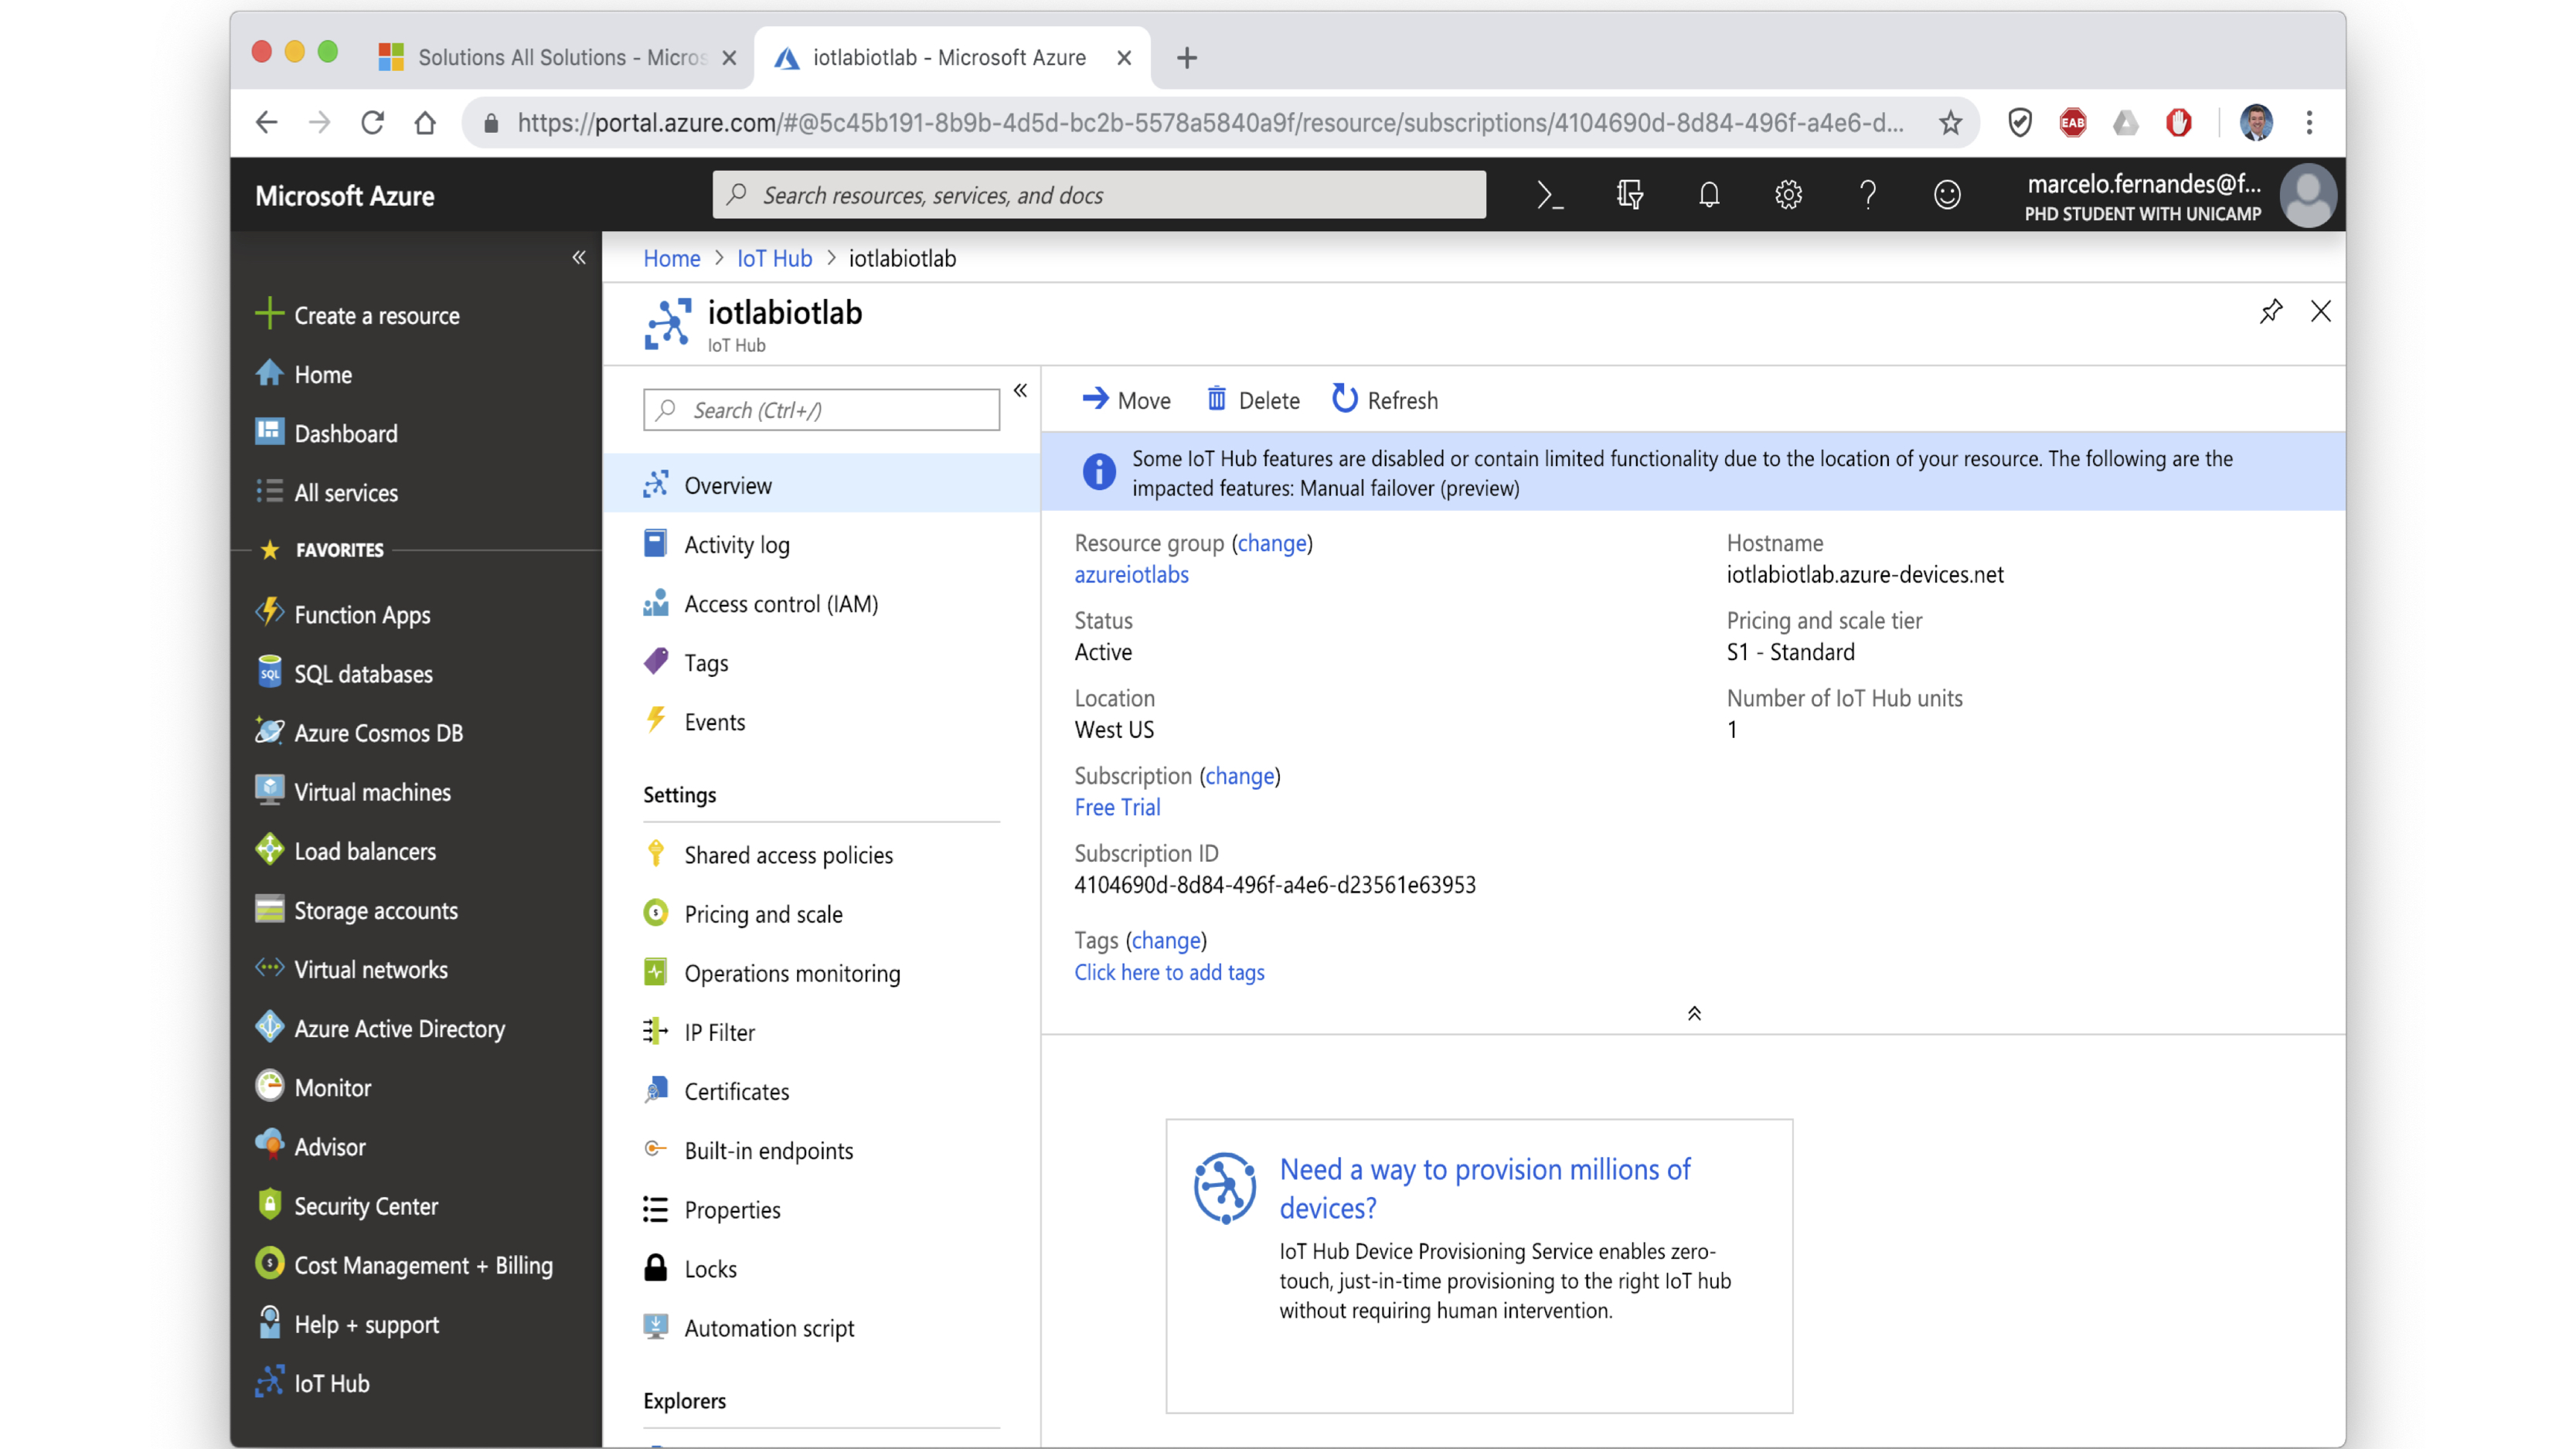 Solutions All Solutions - Micros
iotlabiotlab - Microsoft Azure
https://portal.azure.com/#@5c45b191-8b9b-4d5d-bc2b-5578a5840a9f/resource/subscriptions/4104690d-8d84-496f-a4e6-d...
EAB
Microsoft Azure
Search resources, services, and docs
marcelo.fernandes@f...
PHD STUDENT WITH UNICAMP
Create a resource
Home
Dashboard
All services
FAVORITES
Function Apps
SQL
SQL databases
Azure Cosmos DB
Virtual machines
Load balancers
Storage accounts
Virtual networks
Azure Active Directory
Monitor
Advisor
Security Center
Cost Management + Billing
Help + support
IoT Hub
Home > IoT Hub > iotlabiotlab
iotlabiotlab
IoT Hub
Search (Ctrl+/)
Overview
Activity log
Access control (IAM)
Tags
Events
Settings
Shared access policies
Pricing and scale
Operations monitoring
IP Filter
Certificates
Built-in endpoints
Properties
Locks
Automation script
Explorers
Move
Delete
Refresh
Some IoT Hub features are disabled or contain limited functionality due to the location of your resource. The following are the
impacted features: Manual failover (preview)
Resource group (change)
azureiotlabs
Status
Active
Location
West US
Subscription (change)
Free Trial
Subscription ID
4104690d-8d84-496f-a4e6-d23561e63953
Tags (change)
Click here to add tags
Hostname
iotlabiotlab.azure-devices.net
Pricing and scale tier
S1 - Standard
Number of IoT Hub units
1
Need a way to provision millions of
devices?
IoT Hub Device Provisioning Service enables zero-
touch, just-in-time provisioning to the right IoT hub
without requiring human intervention.